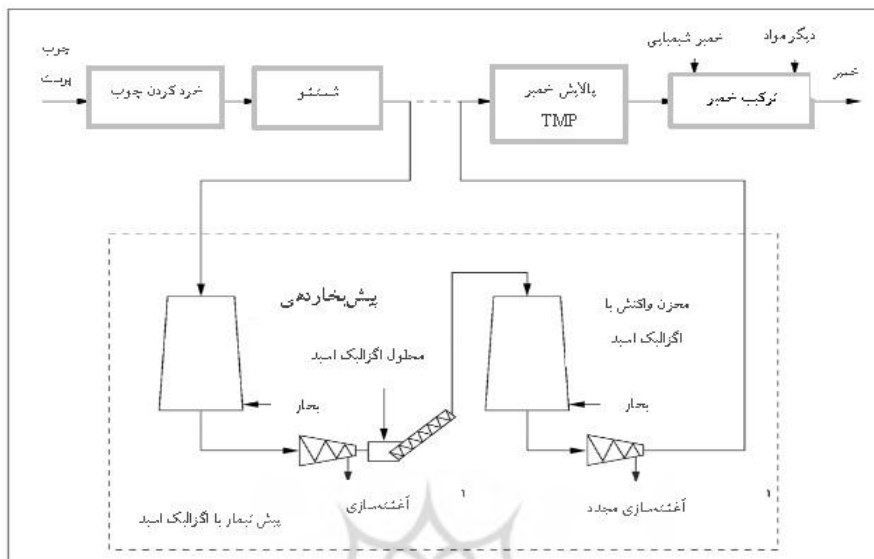 چوب
پوست
خرد کردن چوب
شستشو
پالایش خمیر
TMP
خمیر شیمیایی
دیگر مواد
ترکیب خمیر
خمیر
پیش‌بخاردهی
محلول اگزالیک اسید
بخار
مخزن واکنش با
اگزالیک اسید
بخار
آغشته‌سازی
۱
آغشته‌سازی مجدد
۱
پیش تیمار با اگزالیک اسید